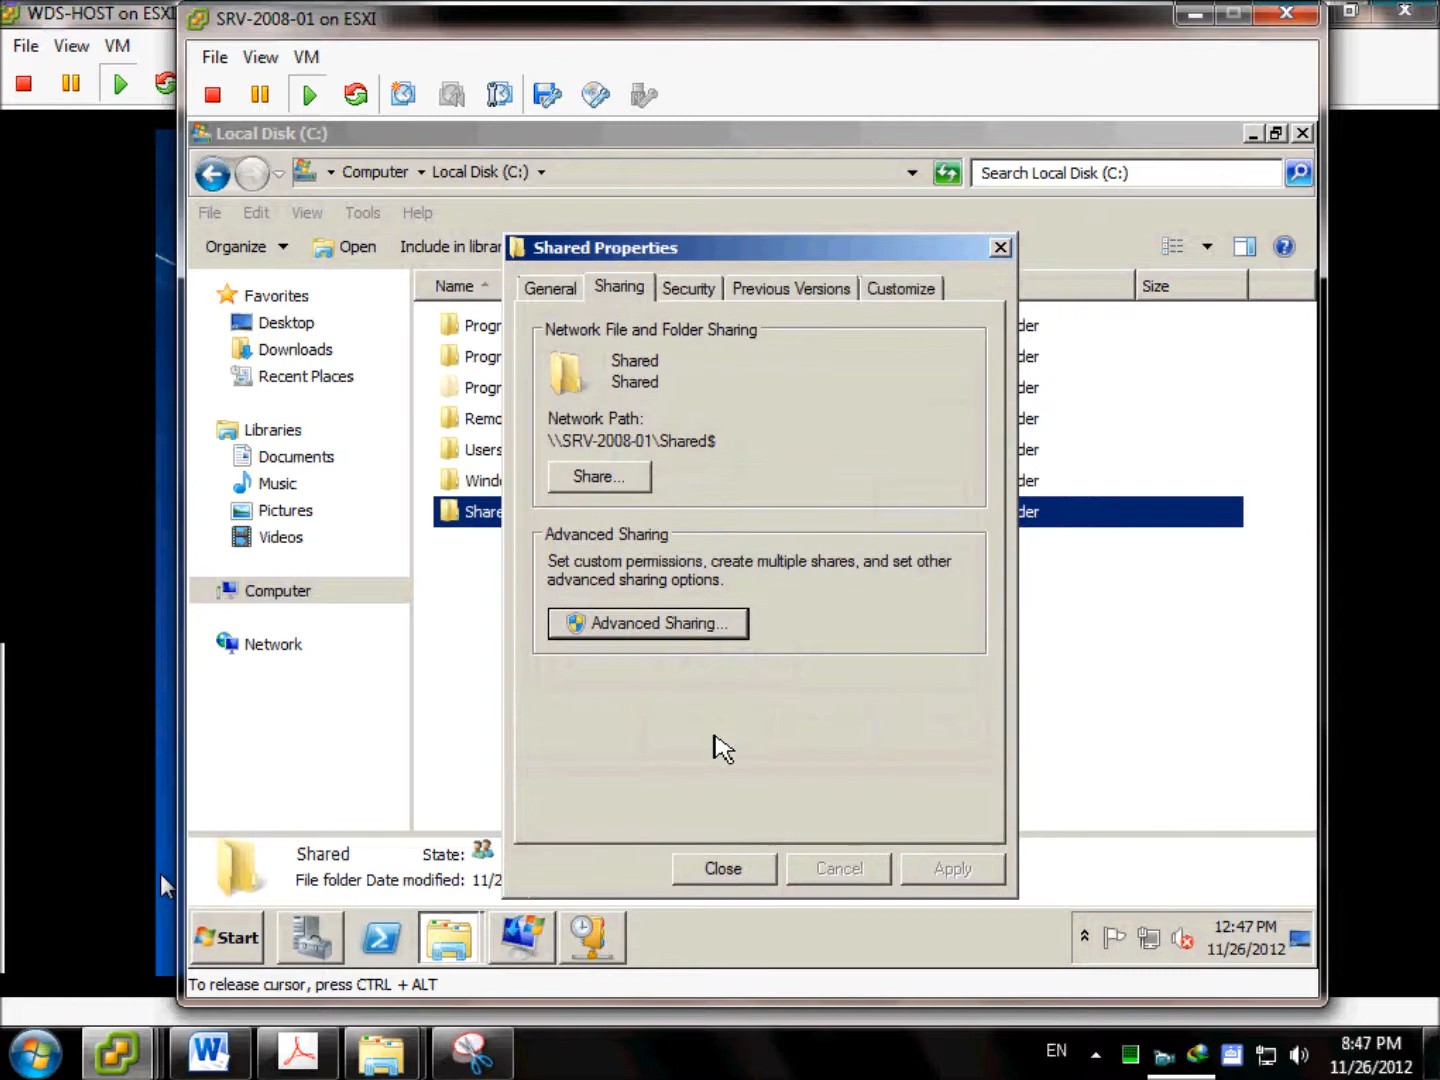 WDS-HOST on ESXI
File View VM
SRV-2008-01 on ESXI
File View VM
Local Disk (C:)
Computer Local Disk (C:)
Search Local Disk (C:)
File Edit View Tools Help
Organize Open Include in librar
Favorites
Desktop
Downloads
Recent Places
Libraries
Documents
Music
Pictures
Videos
Computer
Network
Name
Size
Progr
der
Progr
der
Progr
der
Remo
der
Users
der
Windo
der
Share
der
Shared Properties
General Sharing Security Previous Versions Customize
Network File and Folder Sharing
Shared
Shared
Network Path:
\\SRV-2008-01\Shared$
Share...
Advanced Sharing
Set custom permissions, create multiple shares, and set other
advanced sharing options.
Advanced Sharing...
Close Cancel Apply
Shared State:
File folder Date modified: 11/2
Start
12:47 PM
11/26/2012
To release cursor, press CTRL + ALT
EN
8:47 PM
11/26/2012